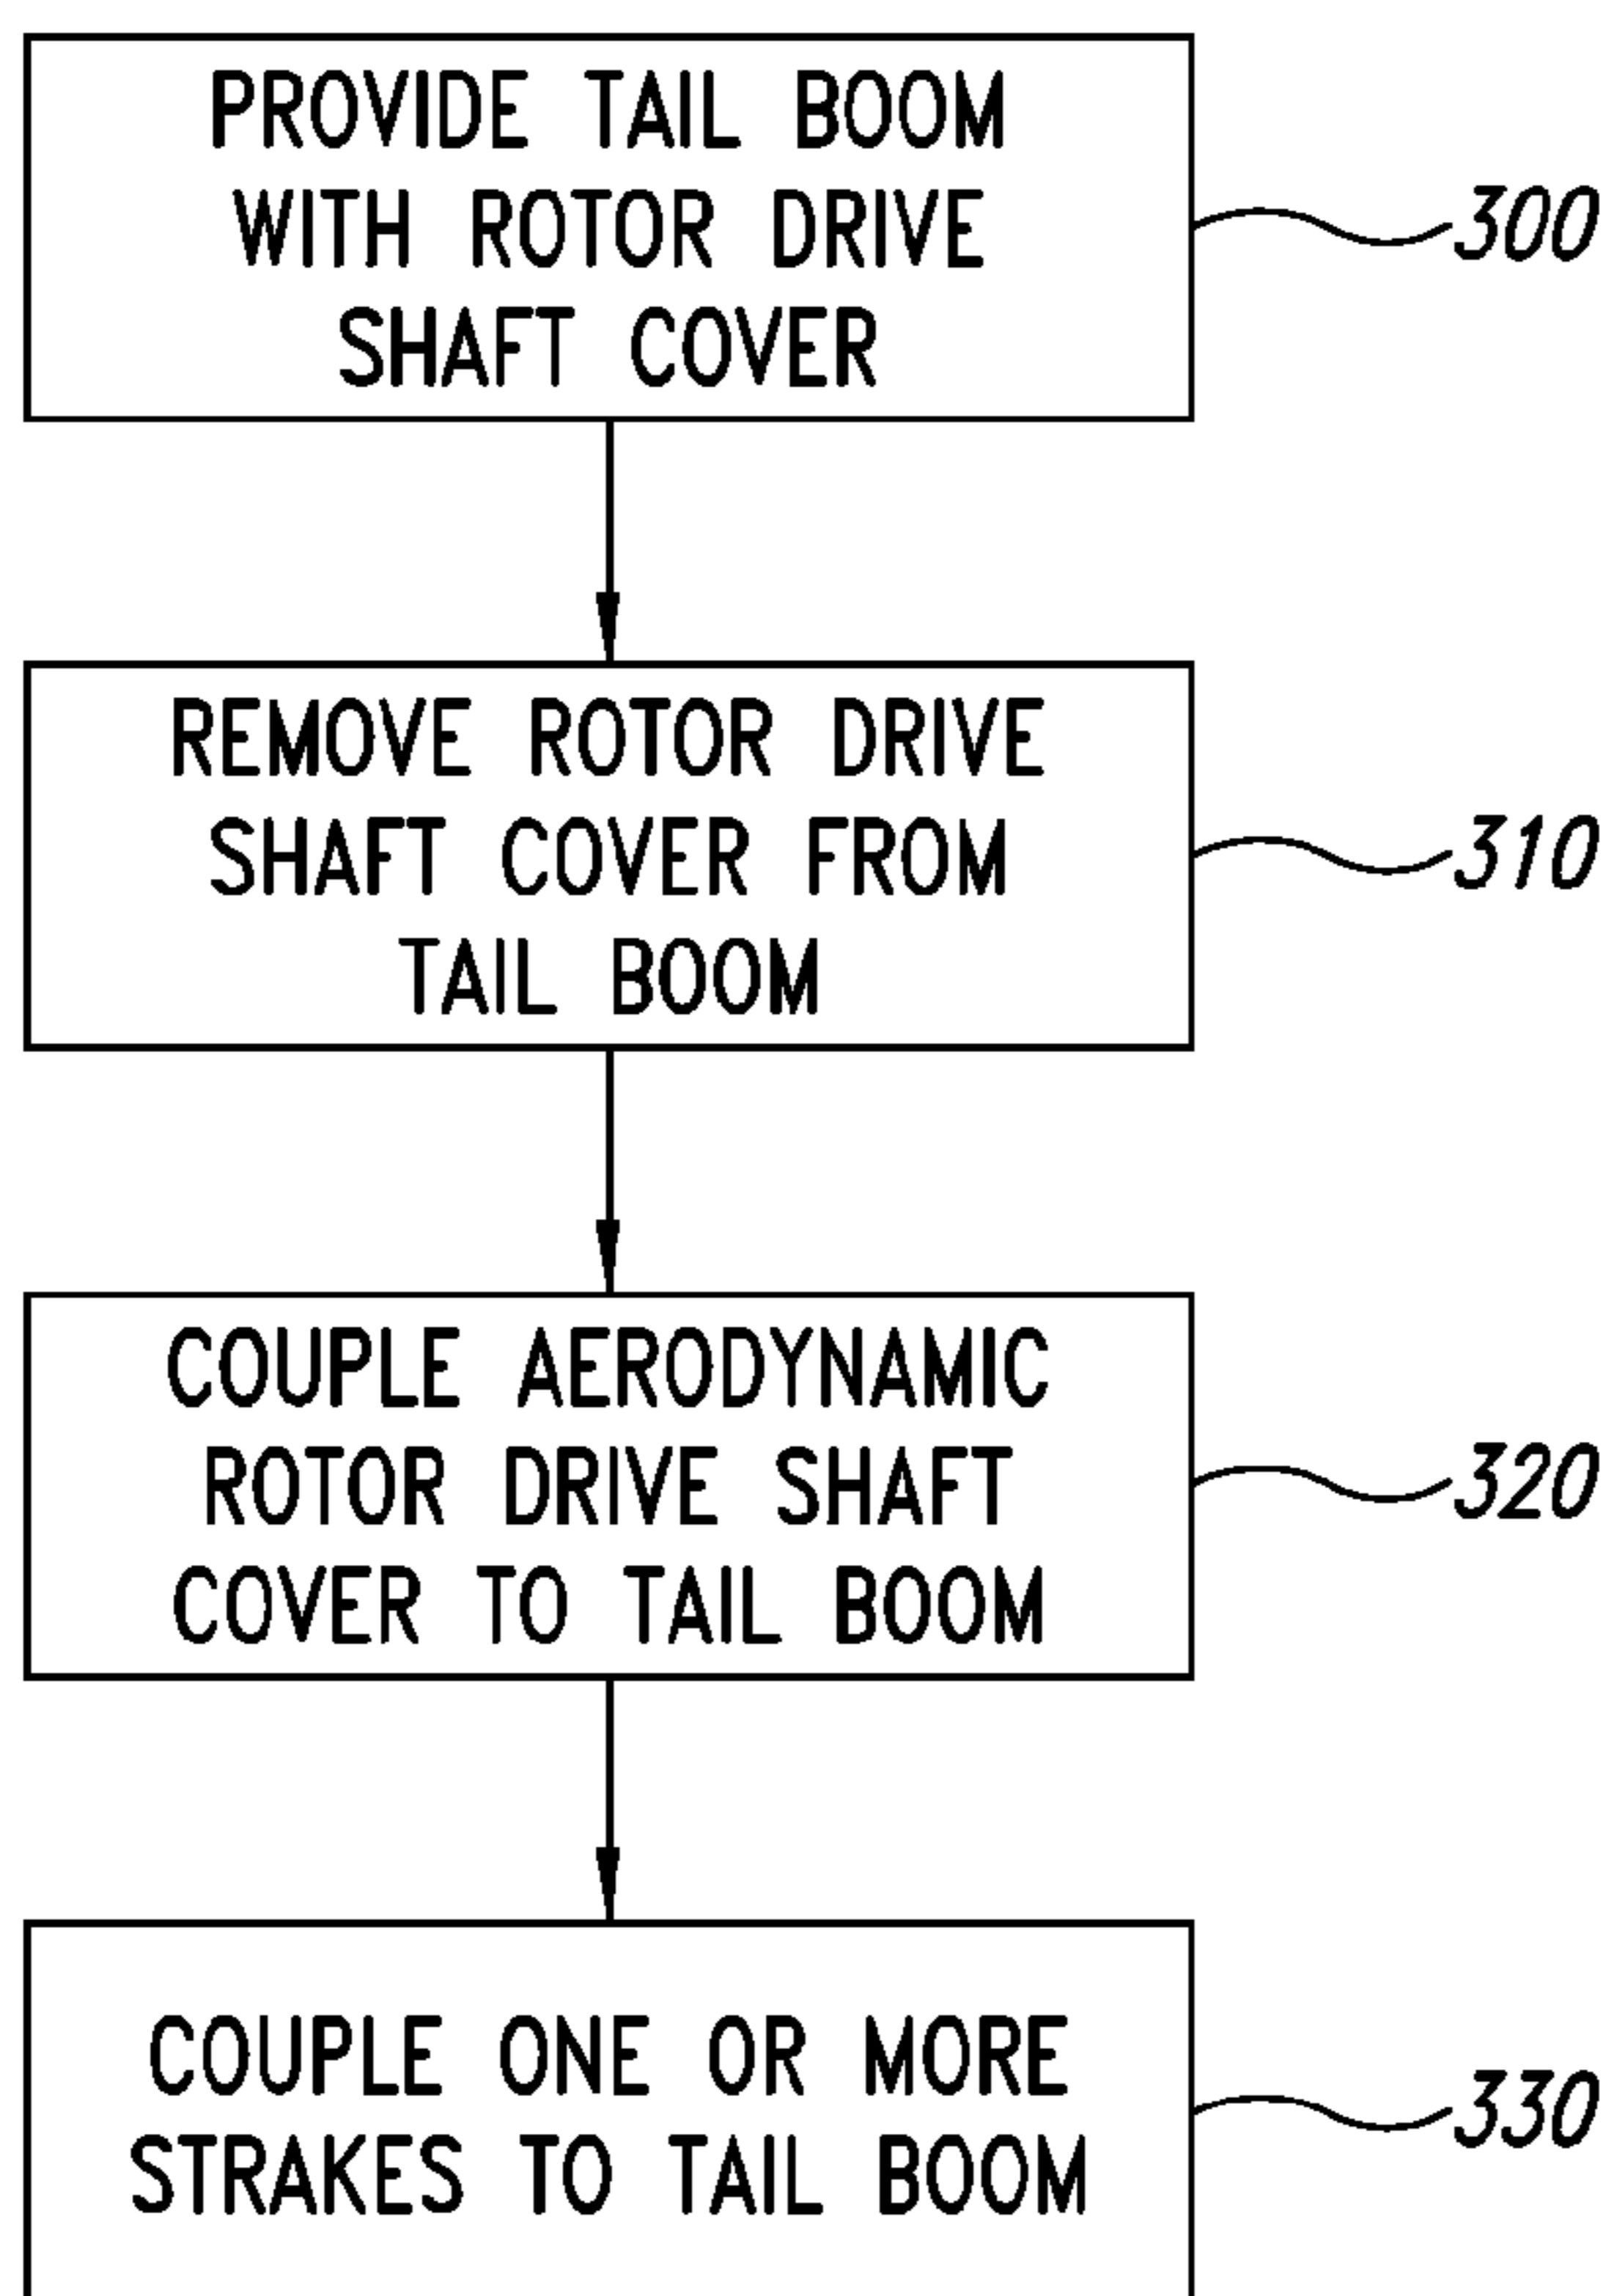 PROVIDE TAIL BOOM
WITH ROTOR DRIVE
SHAFT COVER
300
REMOVE ROTOR DRIVE
SHAFT COVER FROM
TAIL BOOM
310
COUPLE AERODYNAMIC
ROTOR DRIVE SHAFT
COVER TO TAIL BOOM
320
COUPLE ONE OR MORE
STRAKES TO TAIL BOOM
330